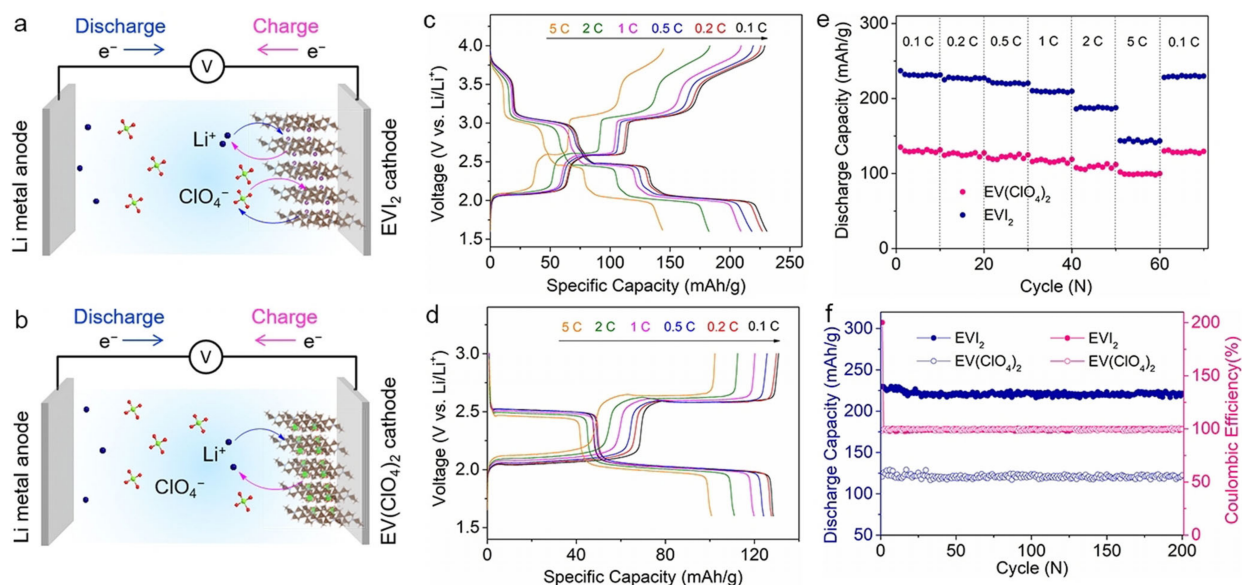 a
Discharge
Charge
e⁻
e⁻
V
Li metal anode
Li⁺
ClO₄⁻
EVI₂ cathode
b
Discharge
Charge
e⁻
e⁻
V
Li metal anode
Li⁺
ClO₄⁻
EV(ClO₄)₂ cathode
c
5 C 2 C 1 C 0.5 C 0.2 C 0.1 C
Voltage (V vs. Li/Li⁺)
4.0
3.5
3.0
2.5
2.0
1.5
0 50 100 150 200 250
Specific Capacity (mAh/g)
d
5 C 2 C 1 C 0.5 C 0.2 C 0.1 C
Voltage (V vs. Li/Li⁺)
3.0
2.5
2.0
1.5
0 40 80 120
Specific Capacity (mAh/g)
e
Discharge Capacity (mAh/g)
300
200
100
0
0.1 C 0.2 C 0.5 C 1 C 2 C 5 C 0.1 C
EV(ClO₄)₂
EVI₂
0 20 40 60
Cycle (N)
f
Discharge Capacity (mAh/g)
300
250
200
150
100
50
0
EVI₂ EVI₂
EV(ClO₄)₂ EV(ClO₄)₂
200
150
100
50
0
Coulombic Efficiency(%)
0 50 100 150 200
Cycle (N)